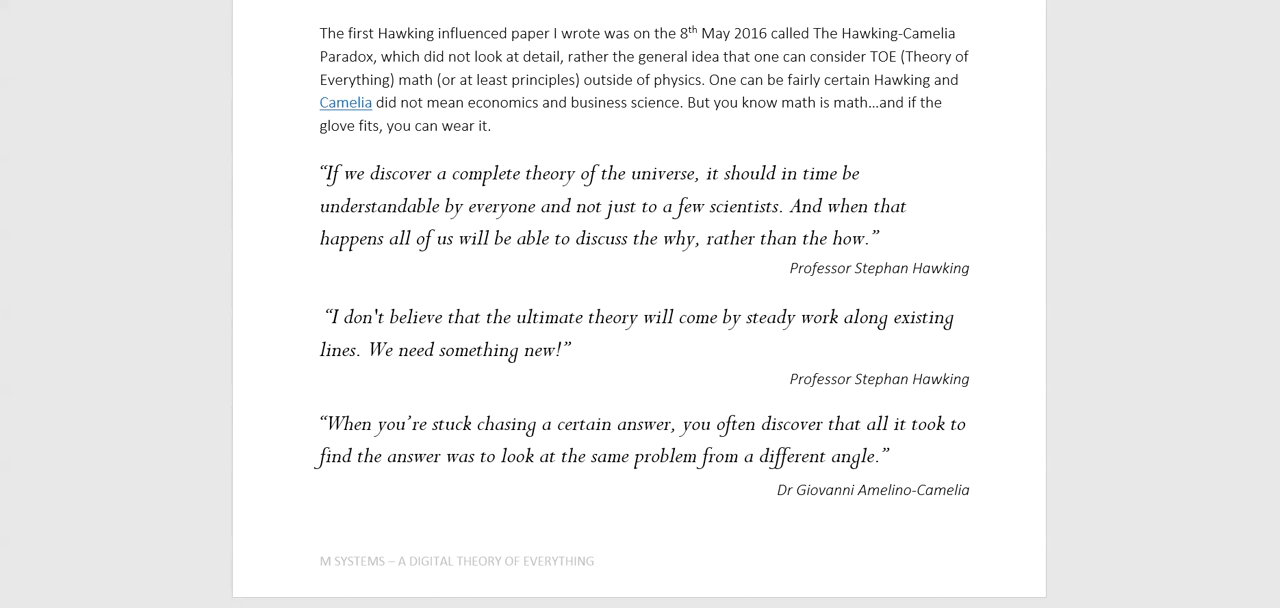 The first Hawking influenced paper I wrote was on the 8th May 2016 called The Hawking-Camelia
Paradox, which did not look at detail, rather the general idea that one can consider TOE (Theory of
Everything) math (or at least principles) outside of physics. One can be fairly certain Hawking and
Camelia did not mean economics and business science. But you know math is math…and if the
glove fits, you can wear it.
“If we discover a complete theory of the universe, it should in time be
understandable by everyone and not just to a few scientists. And when that
happens all of us will be able to discuss the why, rather than the how.”
Professor Stephan Hawking
“I don't believe that the ultimate theory will come by steady work along existing
lines. We need something new!”
Professor Stephan Hawking
“When you’re stuck chasing a certain answer, you often discover that all it took to
find the answer was to look at the same problem from a different angle.”
Dr Giovanni Amelino-Camelia
M SYSTEMS – A DIGITAL THEORY OF EVERYTHING